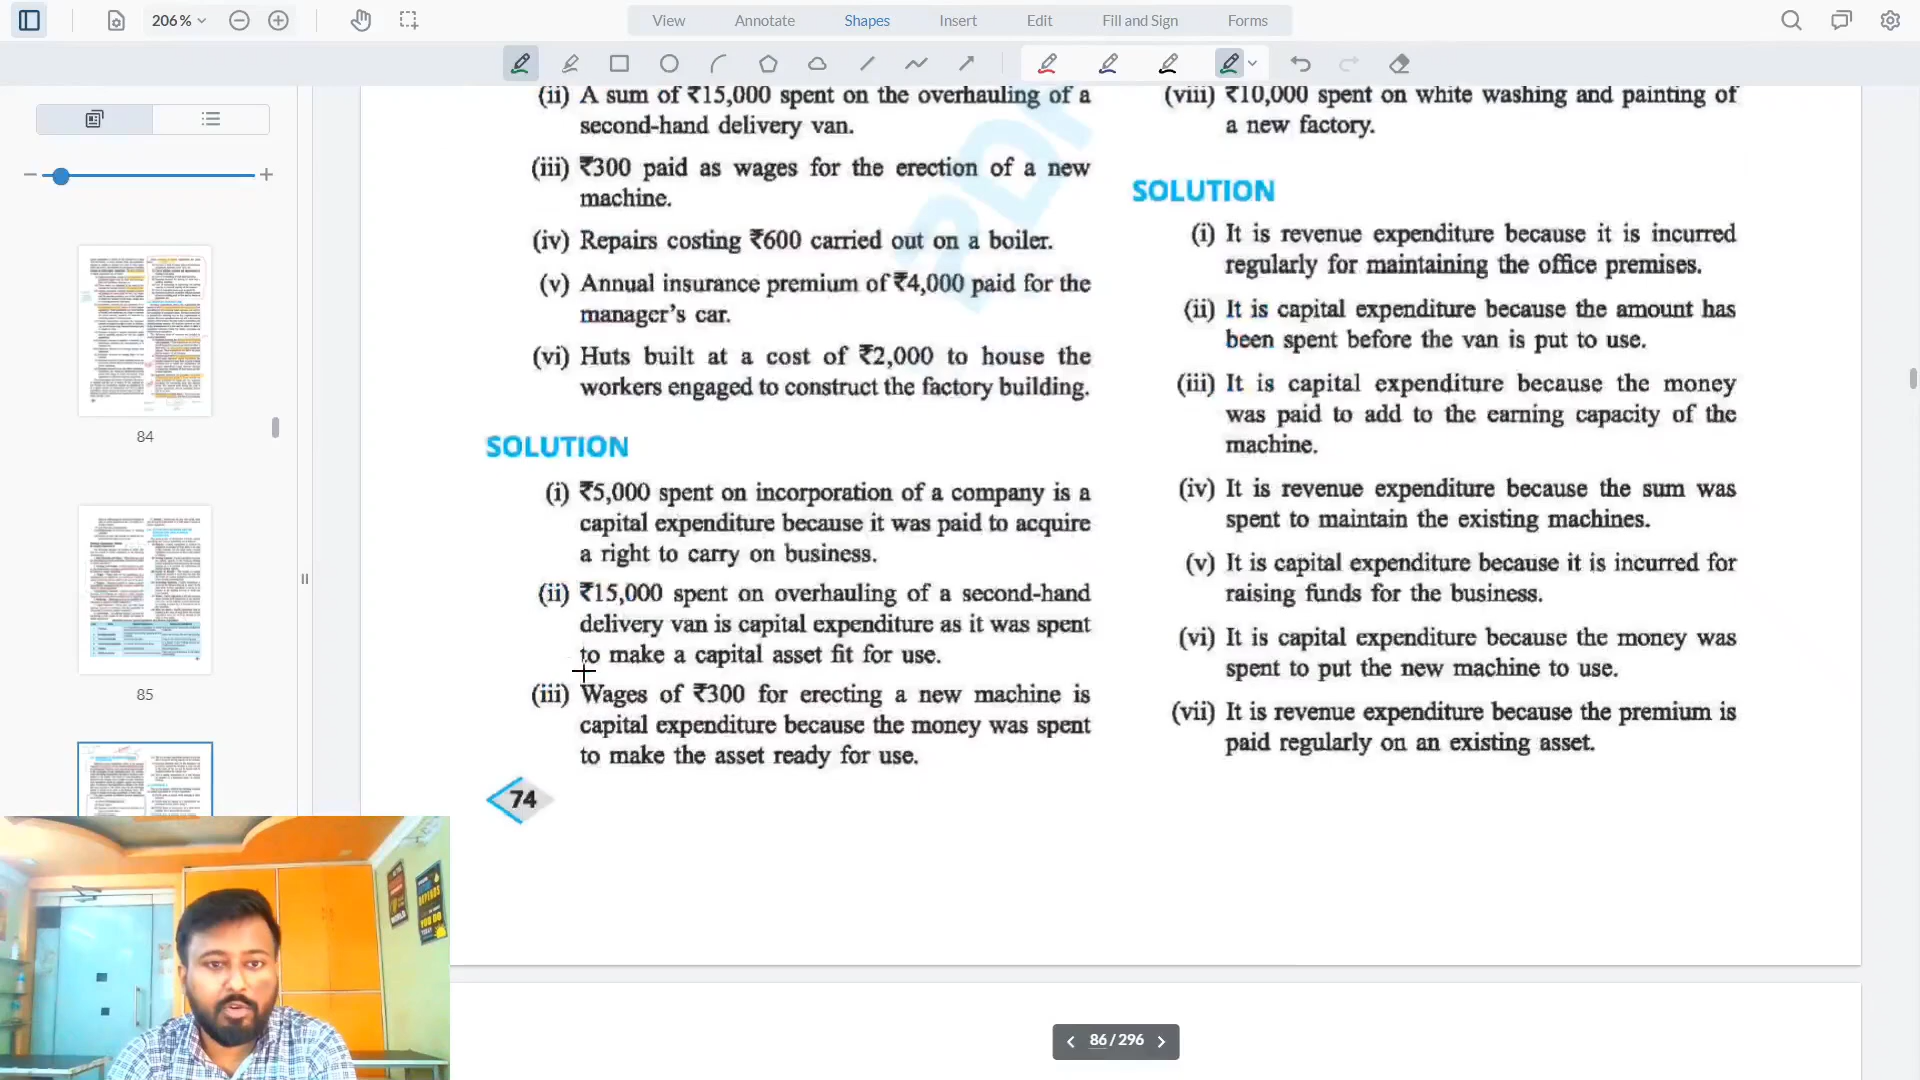 206%
View
Annotate
Shapes
Insert
Edit
Fill and Sign
Forms
84
85
(ii) A sum of ₹15,000 spent on the overhauling of a
second-hand delivery van.
(iii) ₹300 paid as wages for the erection of a new
machine.
(iv) Repairs costing ₹600 carried out on a boiler.
(v) Annual insurance premium of ₹4,000 paid for the
manager's car.
(vi) Huts built at a cost of ₹2,000 to house the
workers engaged to construct the factory building.
SOLUTION
(i) ₹5,000 spent on incorporation of a company is a
capital expenditure because it was paid to acquire
a right to carry on business.
(ii) ₹15,000 spent on overhauling of a second-hand
delivery van is capital expenditure as it was spent
to make a capital asset fit for use.
(iii) Wages of ₹300 for erecting a new machine is
capital expenditure because the money was spent
to make the asset ready for use.
74
(viii) ₹10,000 spent on white washing and painting of
a new factory.
SOLUTION
(i) It is revenue expenditure because it is incurred
regularly for maintaining the office premises.
(ii) It is capital expenditure because the amount has
been spent before the van is put to use.
(iii) It is capital expenditure because the money
was paid to add to the earning capacity of the
machine.
(iv) It is revenue expenditure because the sum was
spent to maintain the existing machines.
(v) It is capital expenditure because it is incurred for
raising funds for the business.
(vi) It is capital expenditure because the money was
spent to put the new machine to use.
(vii) It is revenue expenditure because the premium is
paid regularly on an existing asset.
86 / 296